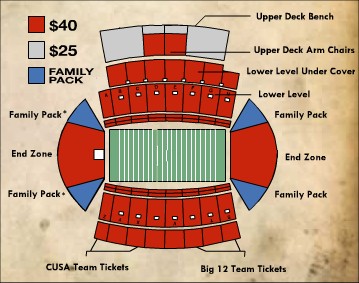 $40
$25
FAMILY
PACK
Upper Deck Bench
Upper Deck Arm Chairs
Lower Level Under Cover
Lower Level
Family Pack*
Family Pack
End Zone
End Zone
Family Pack*
Family Pack
CUSA Team Tickets
Big 12 Team Tickets